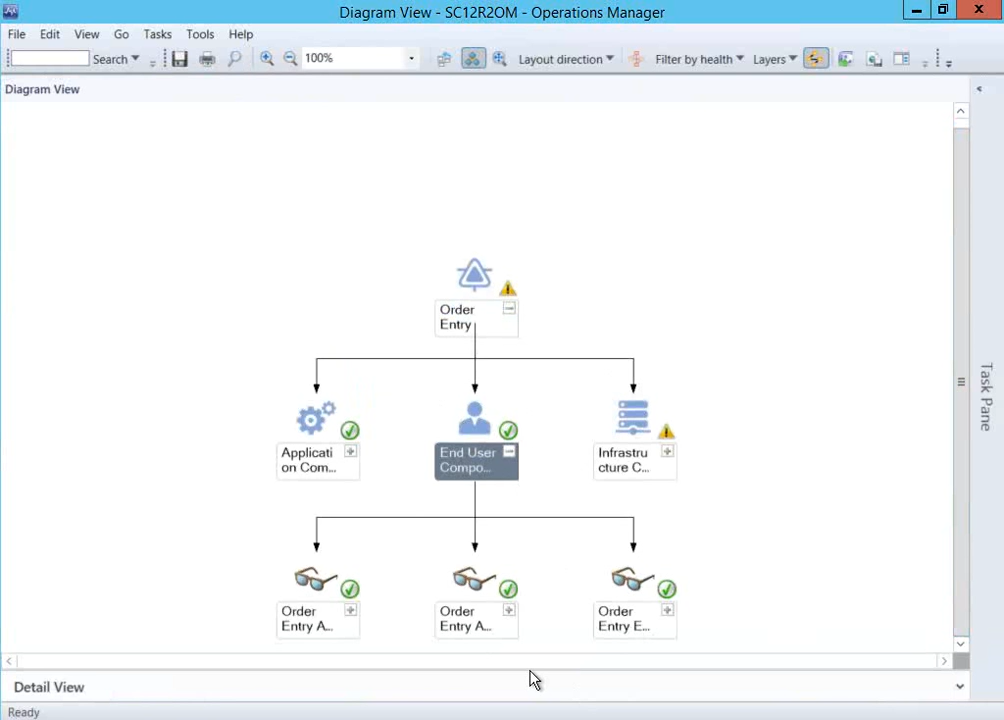 Diagram View - SC12R2OM - Operations Manager
File Edit View Go Tasks Tools Help
Search 100% Layout direction Filter by health Layers
Diagram View
Order
Entry
Applicati
on Com...
End User
Compo...
Infrastru
cture C...
Order
Entry A...
Order
Entry A...
Order
Entry E...
Task Pane
Detail View
Ready